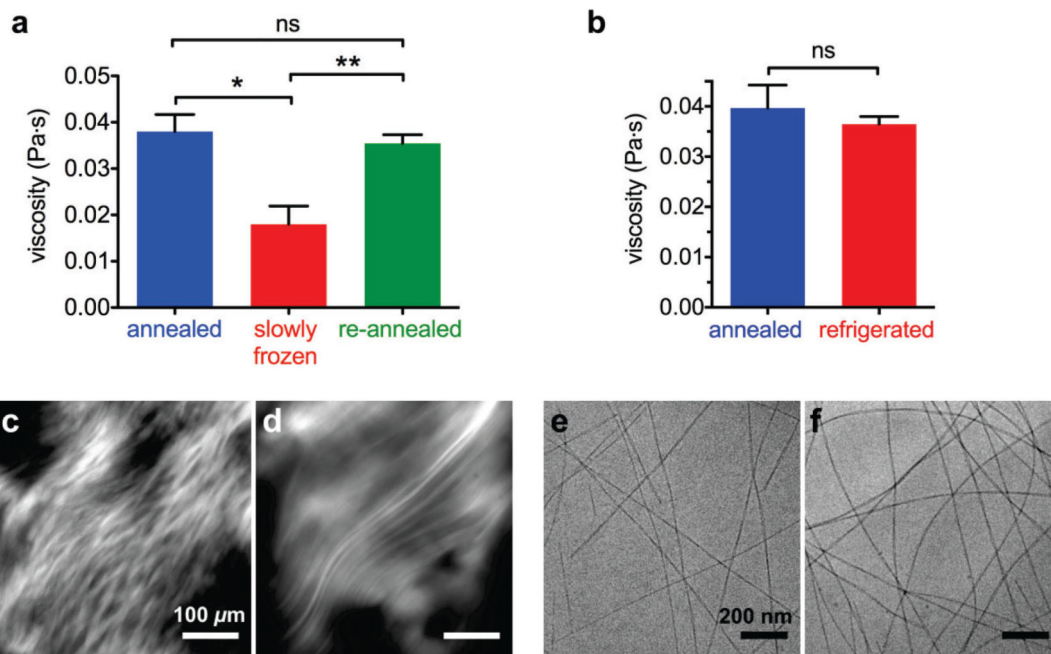 a
ns
*
**
viscosity (Pa·s)
0.05
0.04
0.03
0.02
0.01
0.00
annealed
slowly
frozen
re-annealed
b
ns
viscosity (Pa·s)
0.04
0.03
0.02
0.01
0.00
annealed
refrigerated
c
100 µm
d
e
200 nm
f